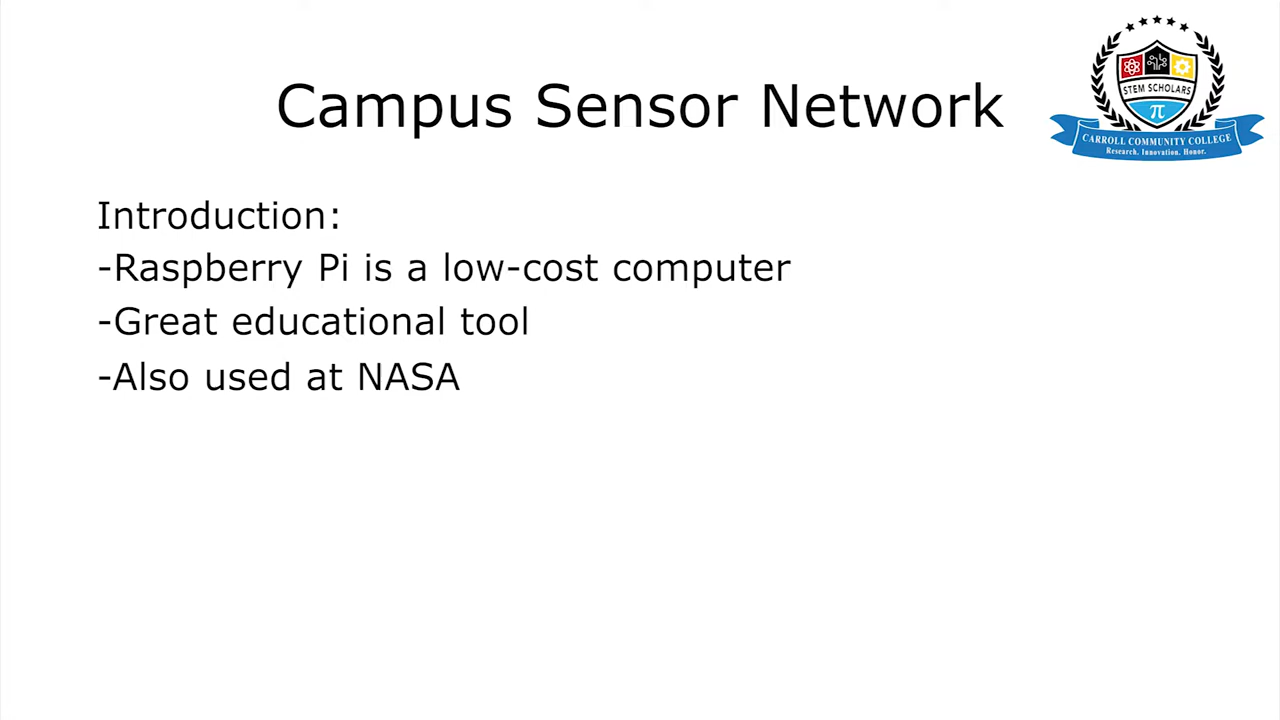 Campus Sensor Network
STEM SCHOLARS
π
CARROLL COMMUNITY COLLEGE
Research. Innovation. Honor.
Introduction:
-Raspberry Pi is a low-cost computer
-Great educational tool
-Also used at NASA